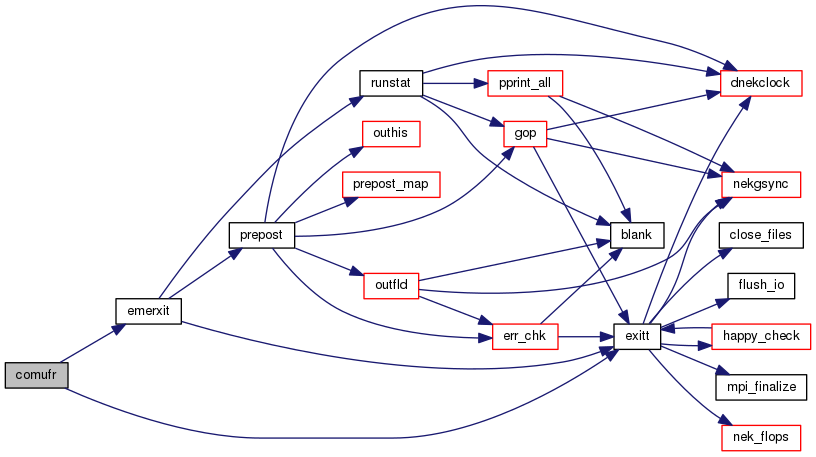 runstat
pprint_all
dnekclock
outhis
gop
prepost_map
nekgsync
prepost
blank
close_files
outfld
flush_io
emerxit
err_chk
exitt
happy_check
comufr
mpi_finalize
nek_flops